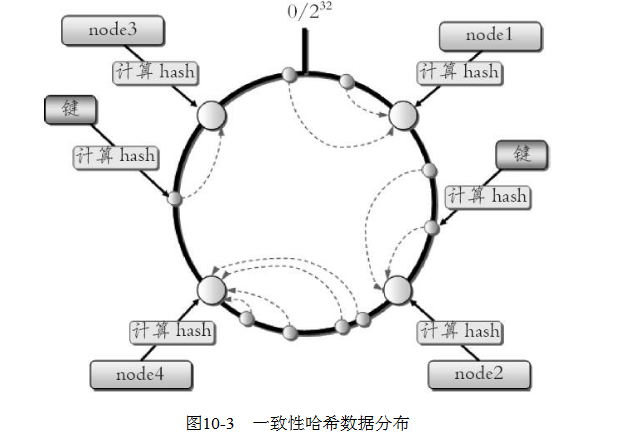 0/2³²
node3
node1
计算 hash
计算 hash
键
键
计算 hash
计算 hash
计算 hash
计算 hash
node4
node2
图10-3 一致性哈希数据分布